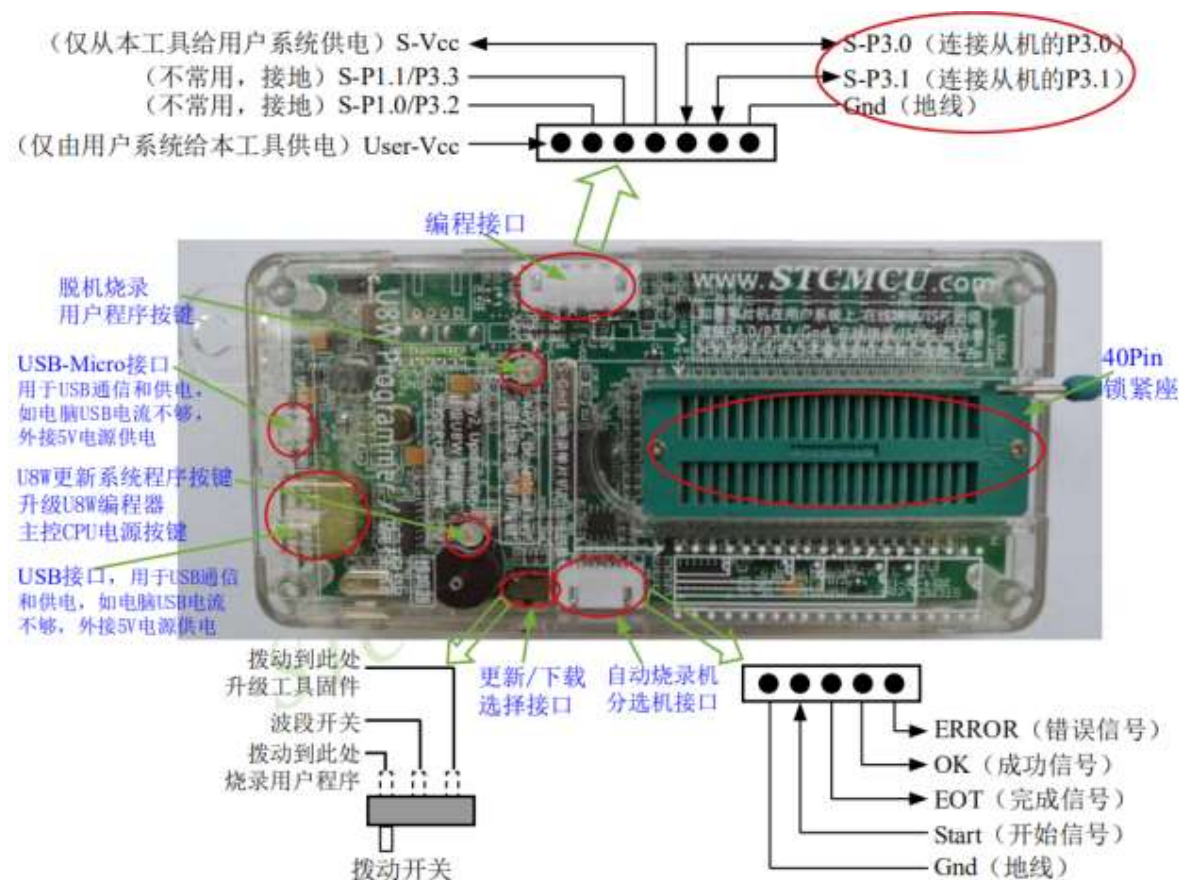 （仅从本工具给用户系统供电）S-Vcc
（不常用，接地）S-P1.1/P3.3
（不常用，接地）S-P1.0/P3.2
（仅由用户系统给本工具供电）User-Vcc
S-P3.0（连接从机的P3.0）
S-P3.1（连接从机的P3.1）
Gnd（地线）
编程接口
www.STCMCU.com
脱机烧录
用户程序按键
USB-Micro接口
用于USB通信和供电，
如电脑USB电流不够，
外接5V电源供电
U8W更新系统程序按键
升级U8W编程器
主控CPU电源按键
USB接口，用于USB通信
和供电，如电脑USB电流
不够，外接5V电源供电
40Pin
锁紧座
拨动到此处
升级工具固件
波段开关
拨动到此处
烧录用户程序
拨动开关
更新/下载
选择接口
自动烧录机
分选机接口
ERROR（错误信号）
OK（成功信号）
EOT（完成信号）
Start（开始信号）
Gnd（地线）